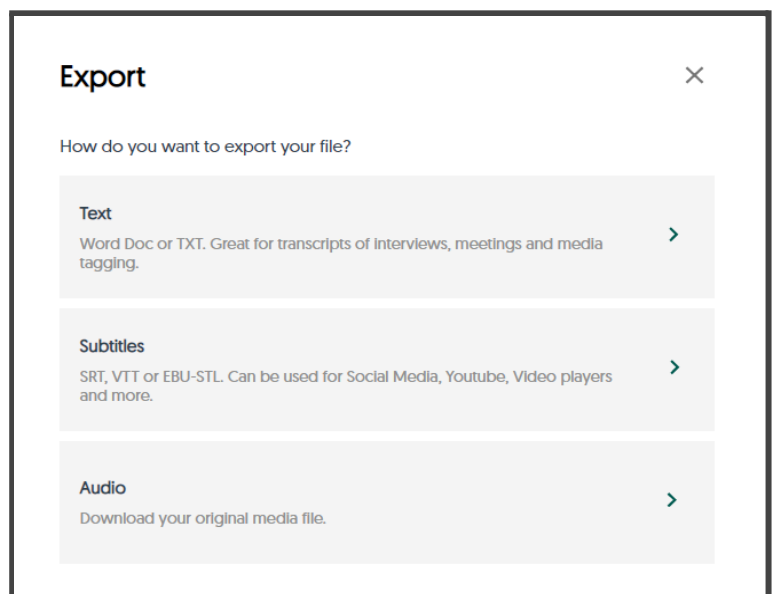 Export
How do you want to export your file?
Text
Word Doc or TXT. Great for transcripts of interviews, meetings and media
tagging.
Subtitles
SRT, VTT or EBU-STL. Can be used for Social Media, Youtube, Video players
and more.
Audio
Download your original media file.